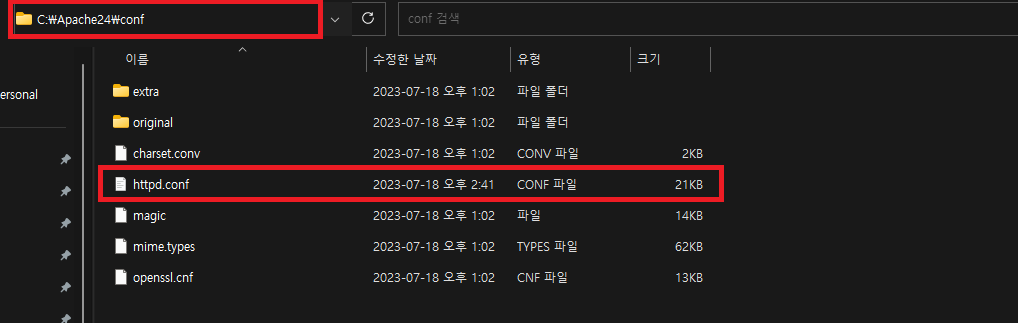 C:₩Apache24₩conf
conf 검색
이름 수정한 날짜 유형 크기
ersonal
extra 2023-07-18 오후 1:02 파일 폴더
original 2023-07-18 오후 1:02 파일 폴더
charset.conv 2023-07-18 오후 1:02 CONV 파일 2KB
httpd.conf 2023-07-18 오후 2:41 CONF 파일 21KB
magic 2023-07-18 오후 1:02 파일 14KB
mime.types 2023-07-18 오후 1:02 TYPES 파일 62KB
openssl.cnf 2023-07-18 오후 1:02 CNF 파일 13KB